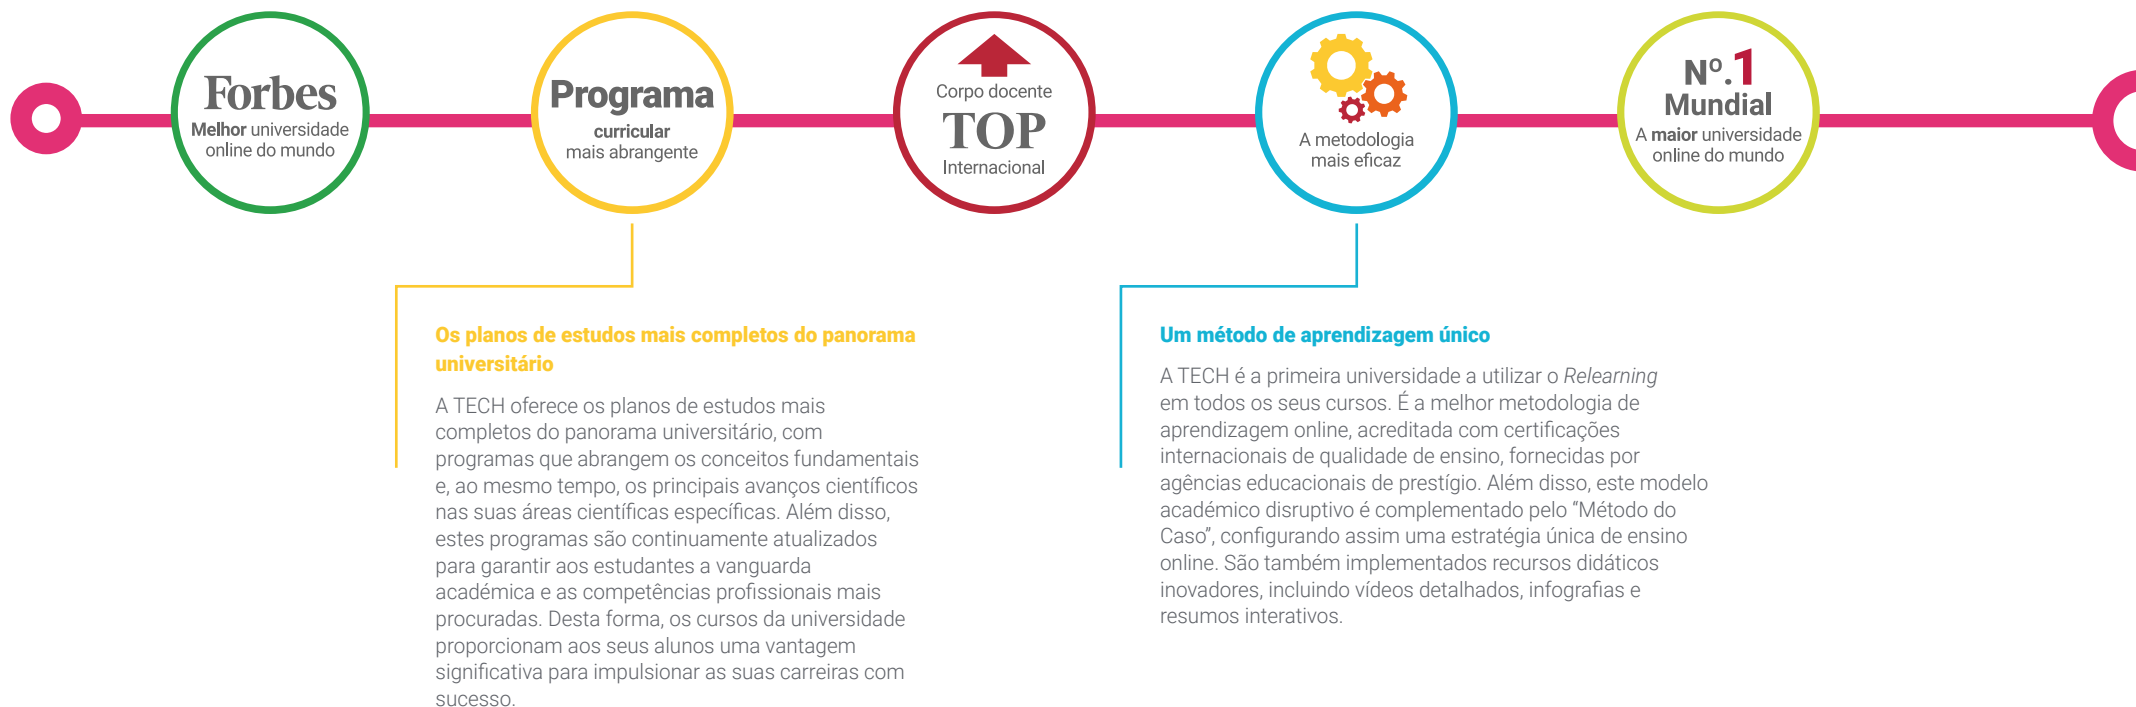 Forbes
Melhor universidade
online do mundo
Programa
curricular
mais abrangente
Corpo docente
TOP
Internacional
A metodologia
mais eficaz
Nº.1
Mundial
A maior universidade
online do mundo
Os planos de estudos mais completos do panorama
universitário
A TECH oferece os planos de estudos mais
completos do panorama universitário, com
programas que abrangem os conceitos fundamentais
e, ao mesmo tempo, os principais avanços científicos
nas suas áreas científicas específicas. Além disso,
estes programas são continuamente atualizados
para garantir aos estudantes a vanguarda
académica e as competências profissionais mais
procuradas. Desta forma, os cursos da universidade
proporcionam aos seus alunos uma vantagem
significativa para impulsionar as suas carreiras com
sucesso.
Um método de aprendizagem único
A TECH é a primeira universidade a utilizar o Relearning
em todos os seus cursos. É a melhor metodologia de
aprendizagem online, acreditada com certificações
internacionais de qualidade de ensino, fornecidas por
agências educacionais de prestígio. Além disso, este modelo
académico disruptivo é complementado pelo “Método do
Caso”, configurando assim uma estratégia única de ensino
online. São também implementados recursos didáticos
inovadores, incluindo vídeos detalhados, infografias e
resumos interativos.